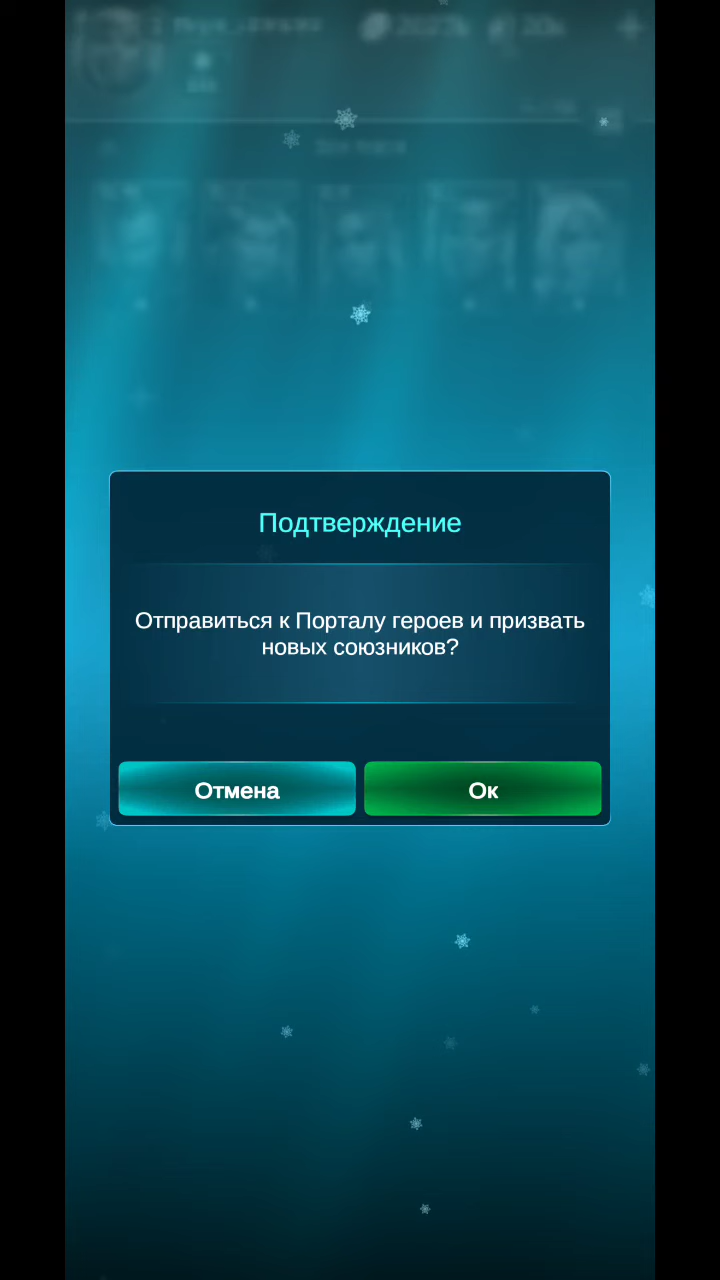 Подтверждение
Отправиться к Порталу героев и призвать
новых союзников?
Отмена
Ок